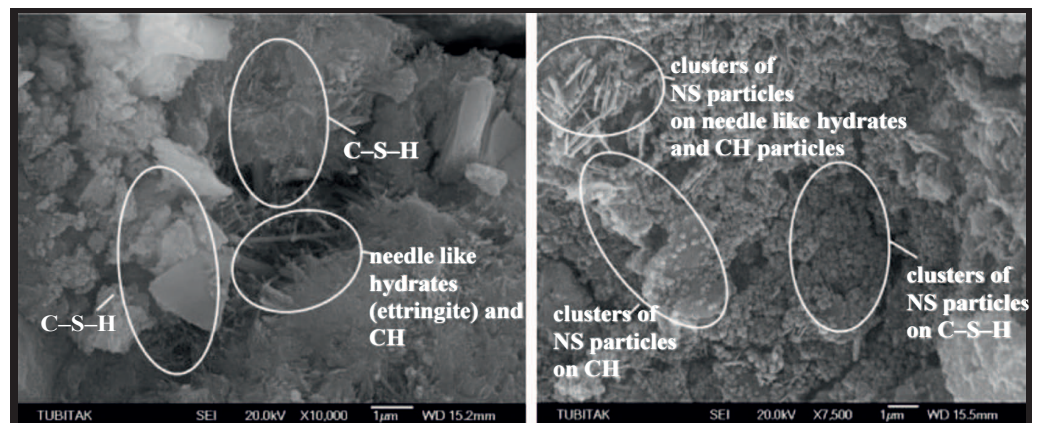 C–S–H
needle like
hydrates
(ettringite) and
CH
C–S–H
TUBITAK SEI 20.0kV X10,000 1μm WD 15.2mm
clusters of
NS particles
on needle like hydrates
and CH particles
clusters of
NS particles
on C–S–H
clusters of
NS particles
on CH
TUBITAK SEI 20.0kV X7,500 1μm WD 15.5mm